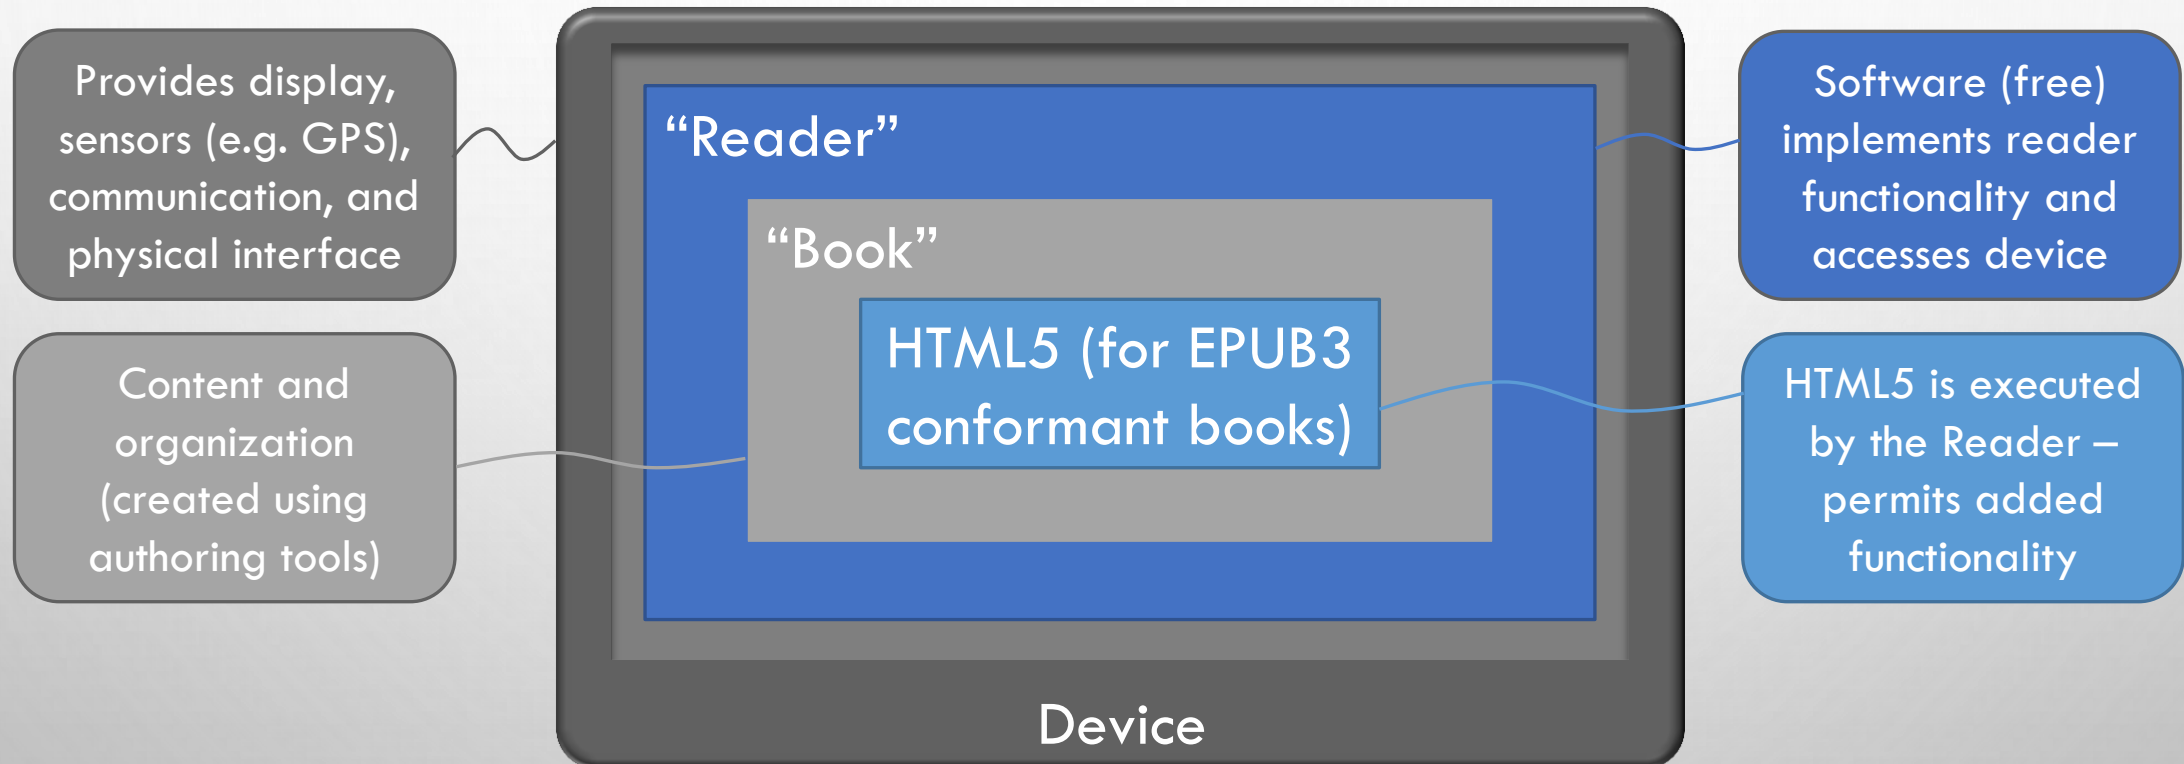 Provides display,
sensors (e.g. GPS),
communication, and
physical interface
Content and
organization
(created using
authoring tools)
“Reader”
“Book”
HTML5 (for EPUB3
conformant books)
Device
Software (free)
implements reader
functionality and
accesses device
HTML5 is executed
by the Reader –
permits added
functionality